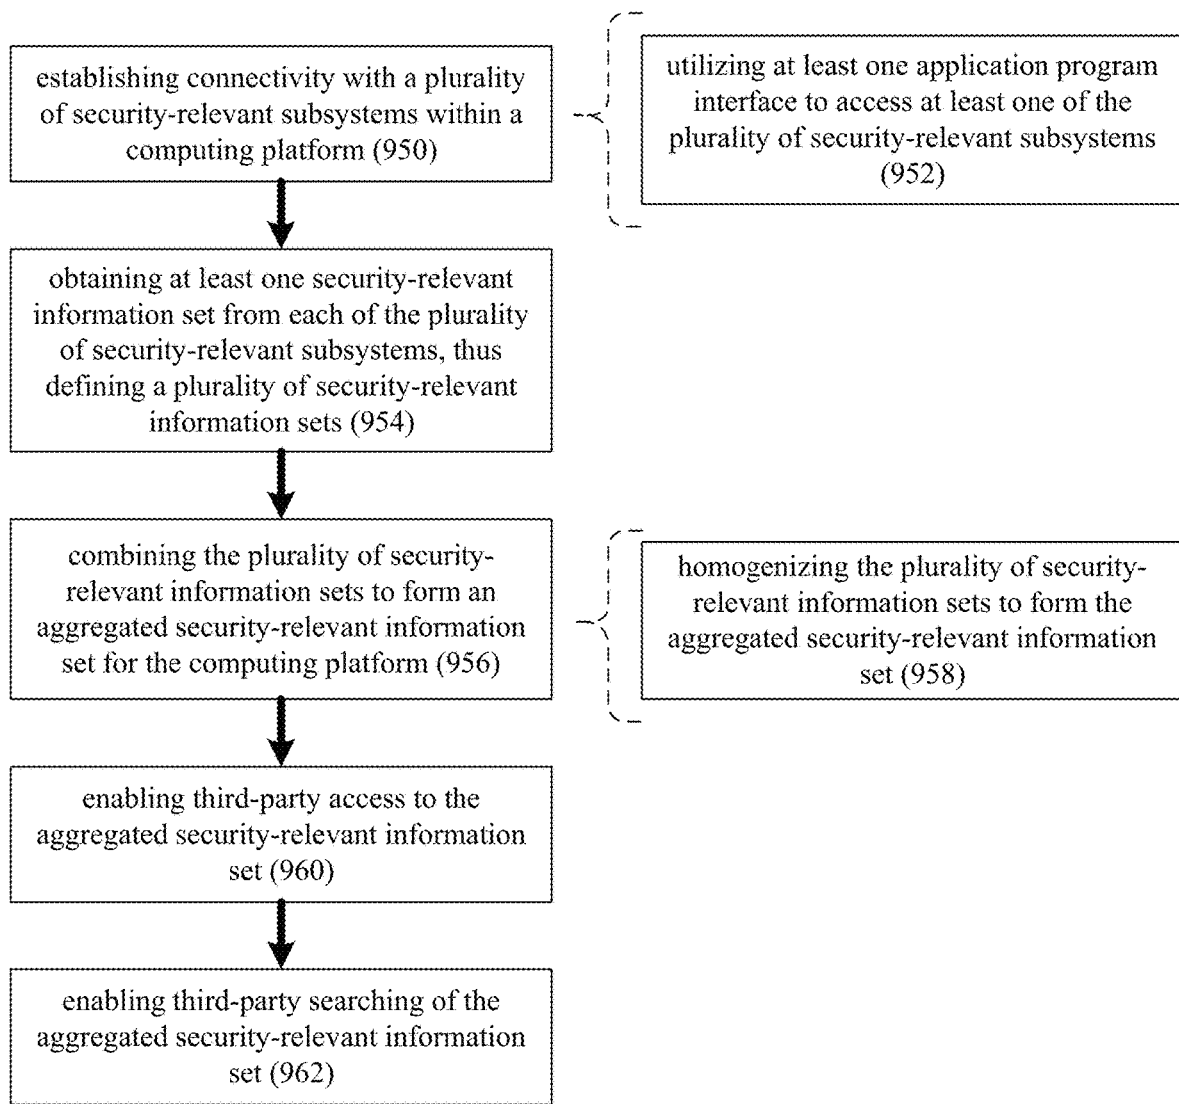 establishing connectivity with a plurality
of security-relevant subsystems within a
computing platform (950)
utilizing at least one application program
interface to access at least one of the
plurality of security-relevant subsystems
(952)
obtaining at least one security-relevant
information set from each of the plurality
of security-relevant subsystems, thus
defining a plurality of security-relevant
information sets (954)
combining the plurality of security-
relevant information sets to form an
aggregated security-relevant information
set for the computing platform (956)
homogenizing the plurality of security-
relevant information sets to form the
aggregated security-relevant information
set (958)
enabling third-party access to the
aggregated security-relevant information
set (960)
enabling third-party searching of the
aggregated security-relevant information
set (962)